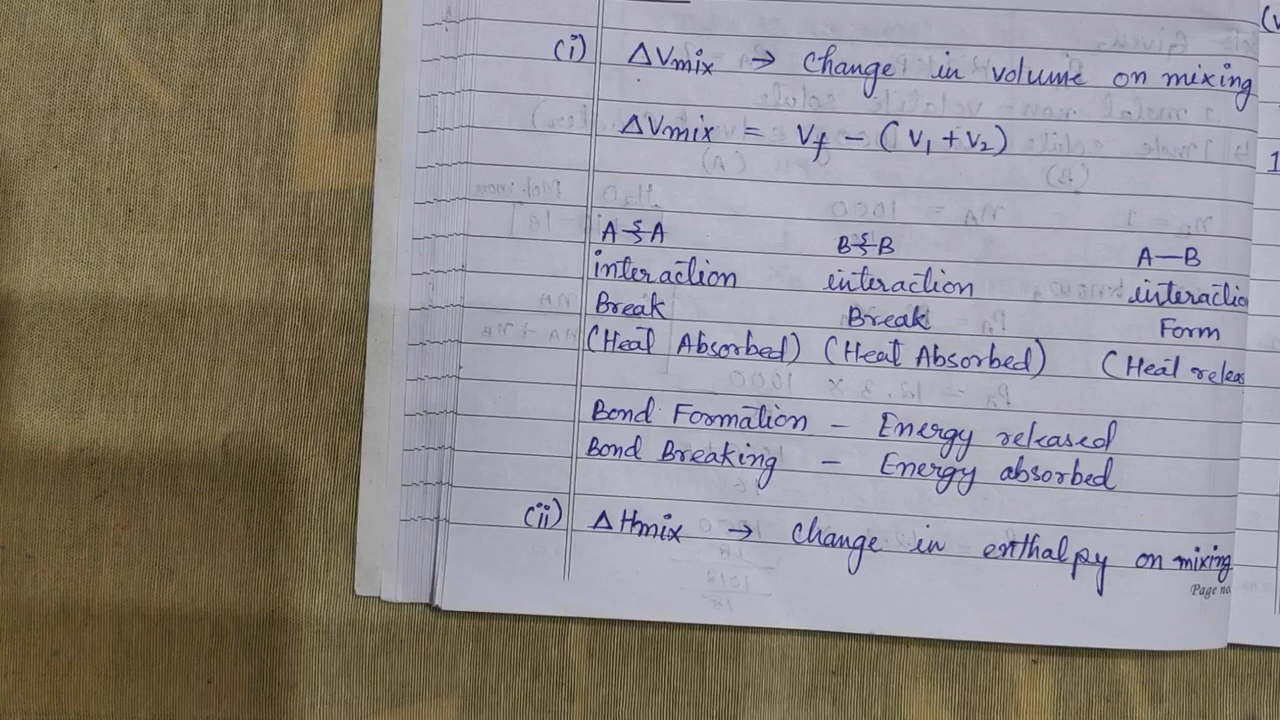 (i) ΔVmix → Change in volume on mixing
ΔVmix = Vf – (V₁ + V₂)
A ⸾ A B ⸾ B A — B
interaction interaction interactio
Break Break Form
(Heat Absorbed) (Heat Absorbed) (Heat releas
Bond Formation – Energy released
Bond Breaking – Energy absorbed
(ii) ΔHmix → Change in enthalpy on mixing
Page no.